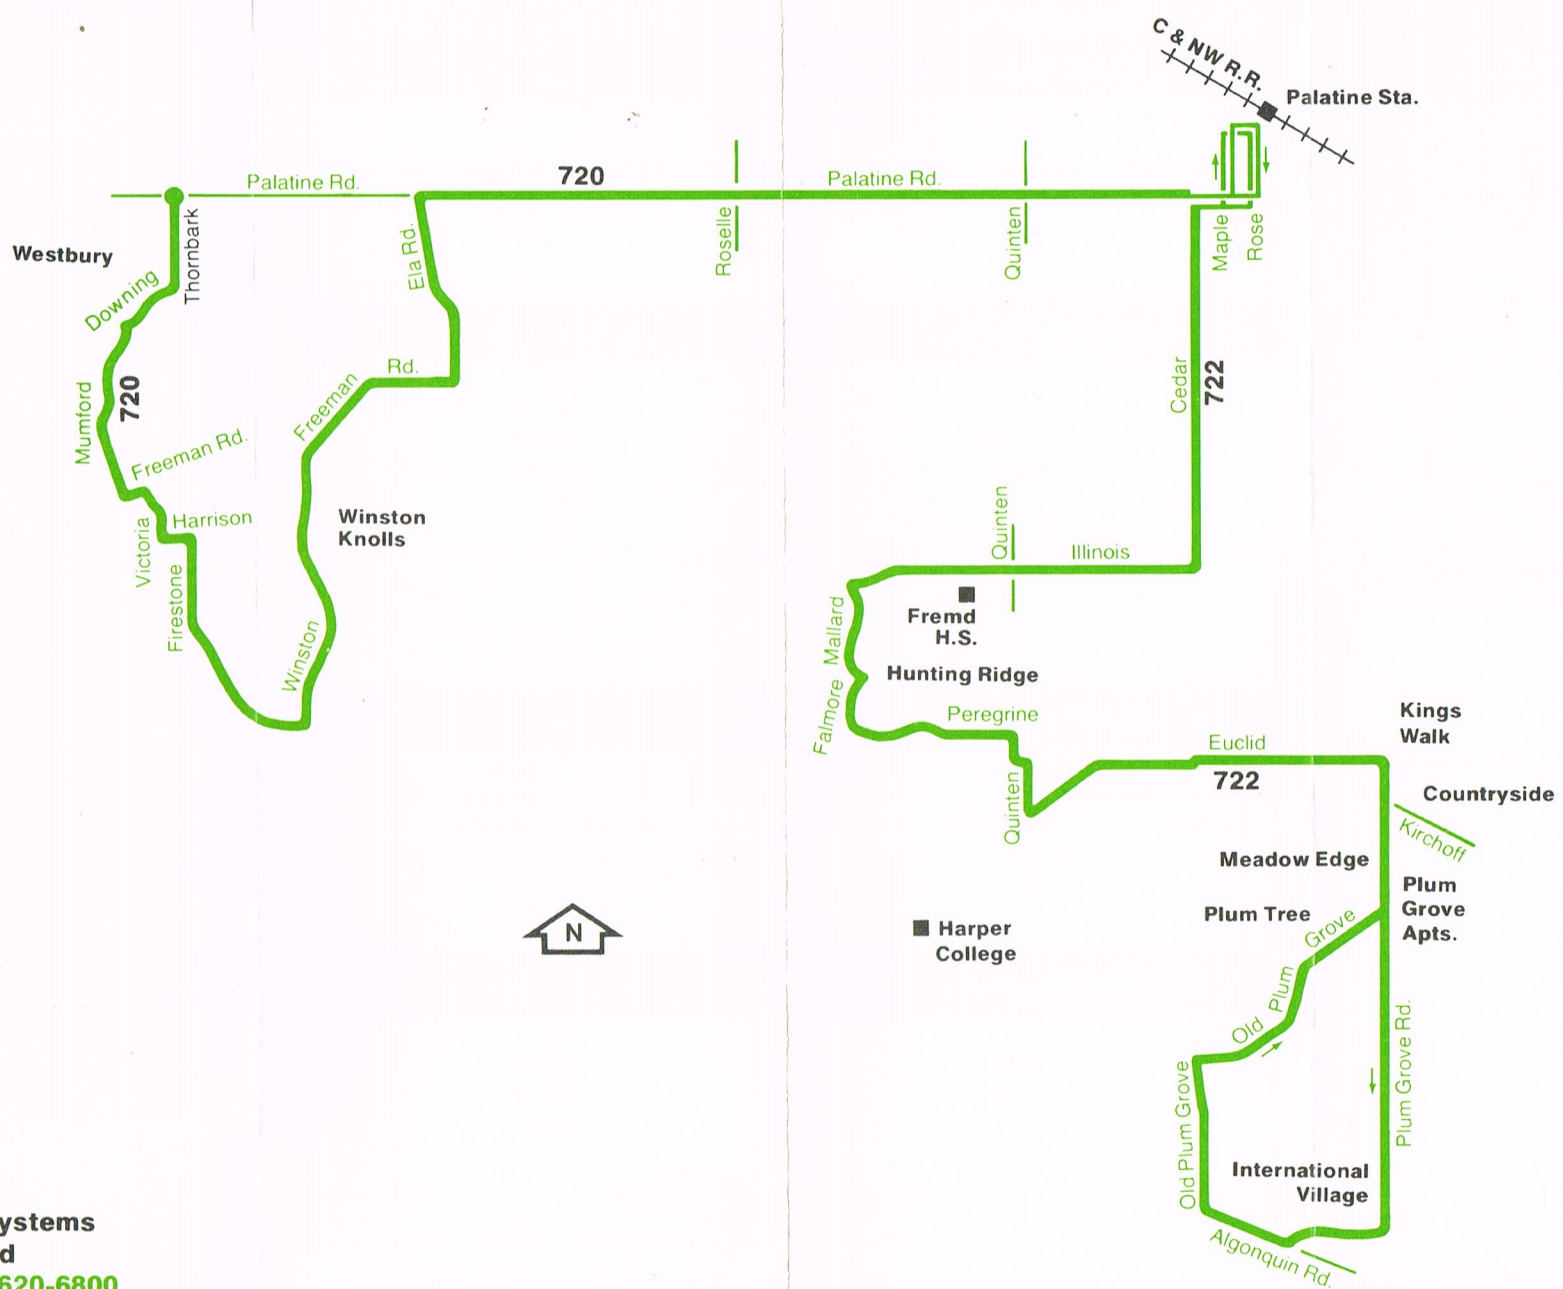 C & NW R.R.
Palatine Sta.
Palatine Rd.
720
Palatine Rd.
Westbury
Thornbark
Downing
Ela Rd.
Roselle
Quinten
Maple
Rose
Mumford
720
Freeman Rd.
Freeman Rd.
Cedar
722
Victoria
Harrison
Firestone
Winston
Knolls
Winston
Quinten
Illinois
Fremd
H.S.
Mallard
Hunting Ridge
Falmore
Peregrine
Quinten
Euclid
722
Kings
Walk
Countryside
Kirchoff
Meadow Edge
Plum Tree
Plum
Grove
Apts.
N
Harper
College
Old Plum Grove
Old Plum Grove
Plum Grove Rd.
International
Village
Algonquin Rd.
ystems
d
620-6800